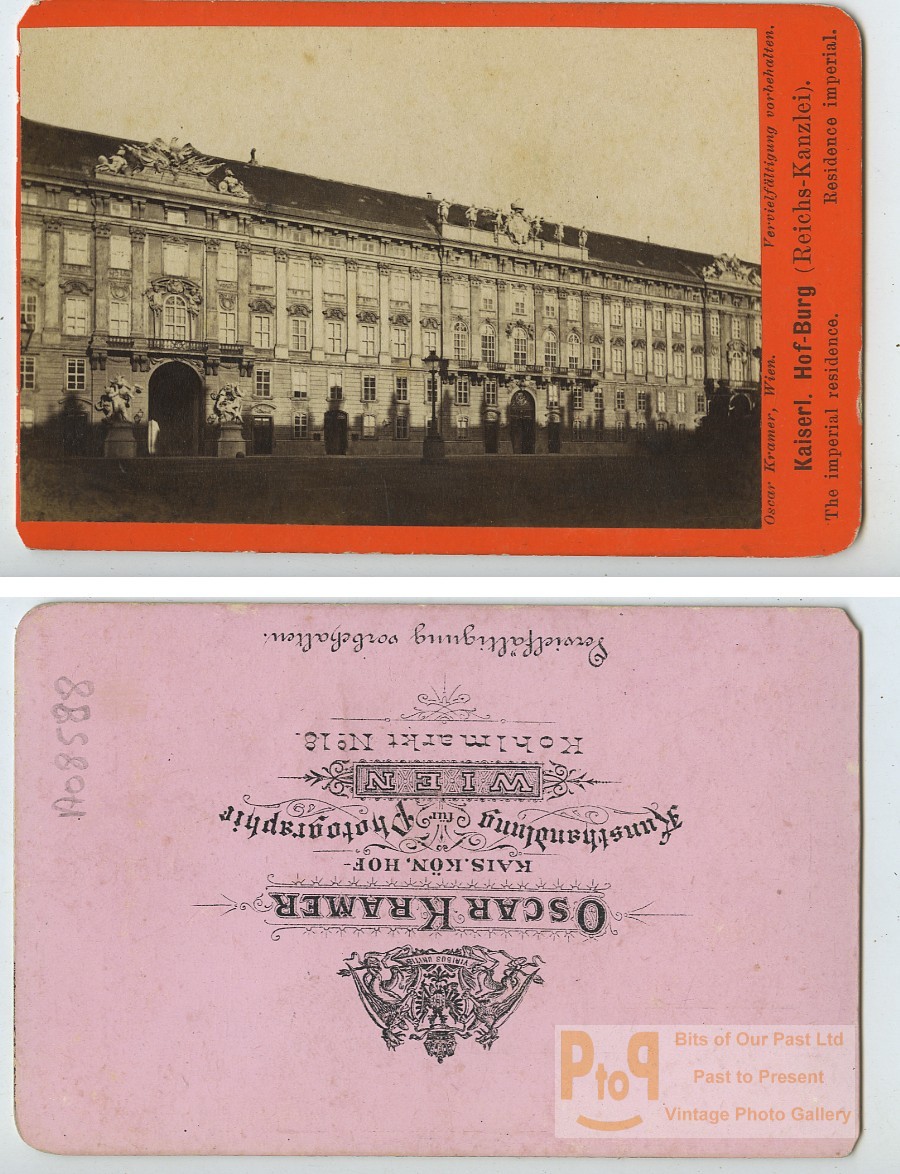 Oscar Kramer, Wien. Vervielfältigung vorbehalten.
Kaiserl. Hof-Burg (Reichs-Kanzlei).
The imperial residence. Residence imperial.
VIRIBUS UNITIS
OSCAR KRAMER
KAIS. KÖN. HOF-
Kunsthandlung für Photographie
WIEN
Kohlmarkt No 18.
Vervielfältigung vorbehalten.
A08588
PtoP
Bits of Our Past Ltd
Past to Present
Vintage Photo Gallery